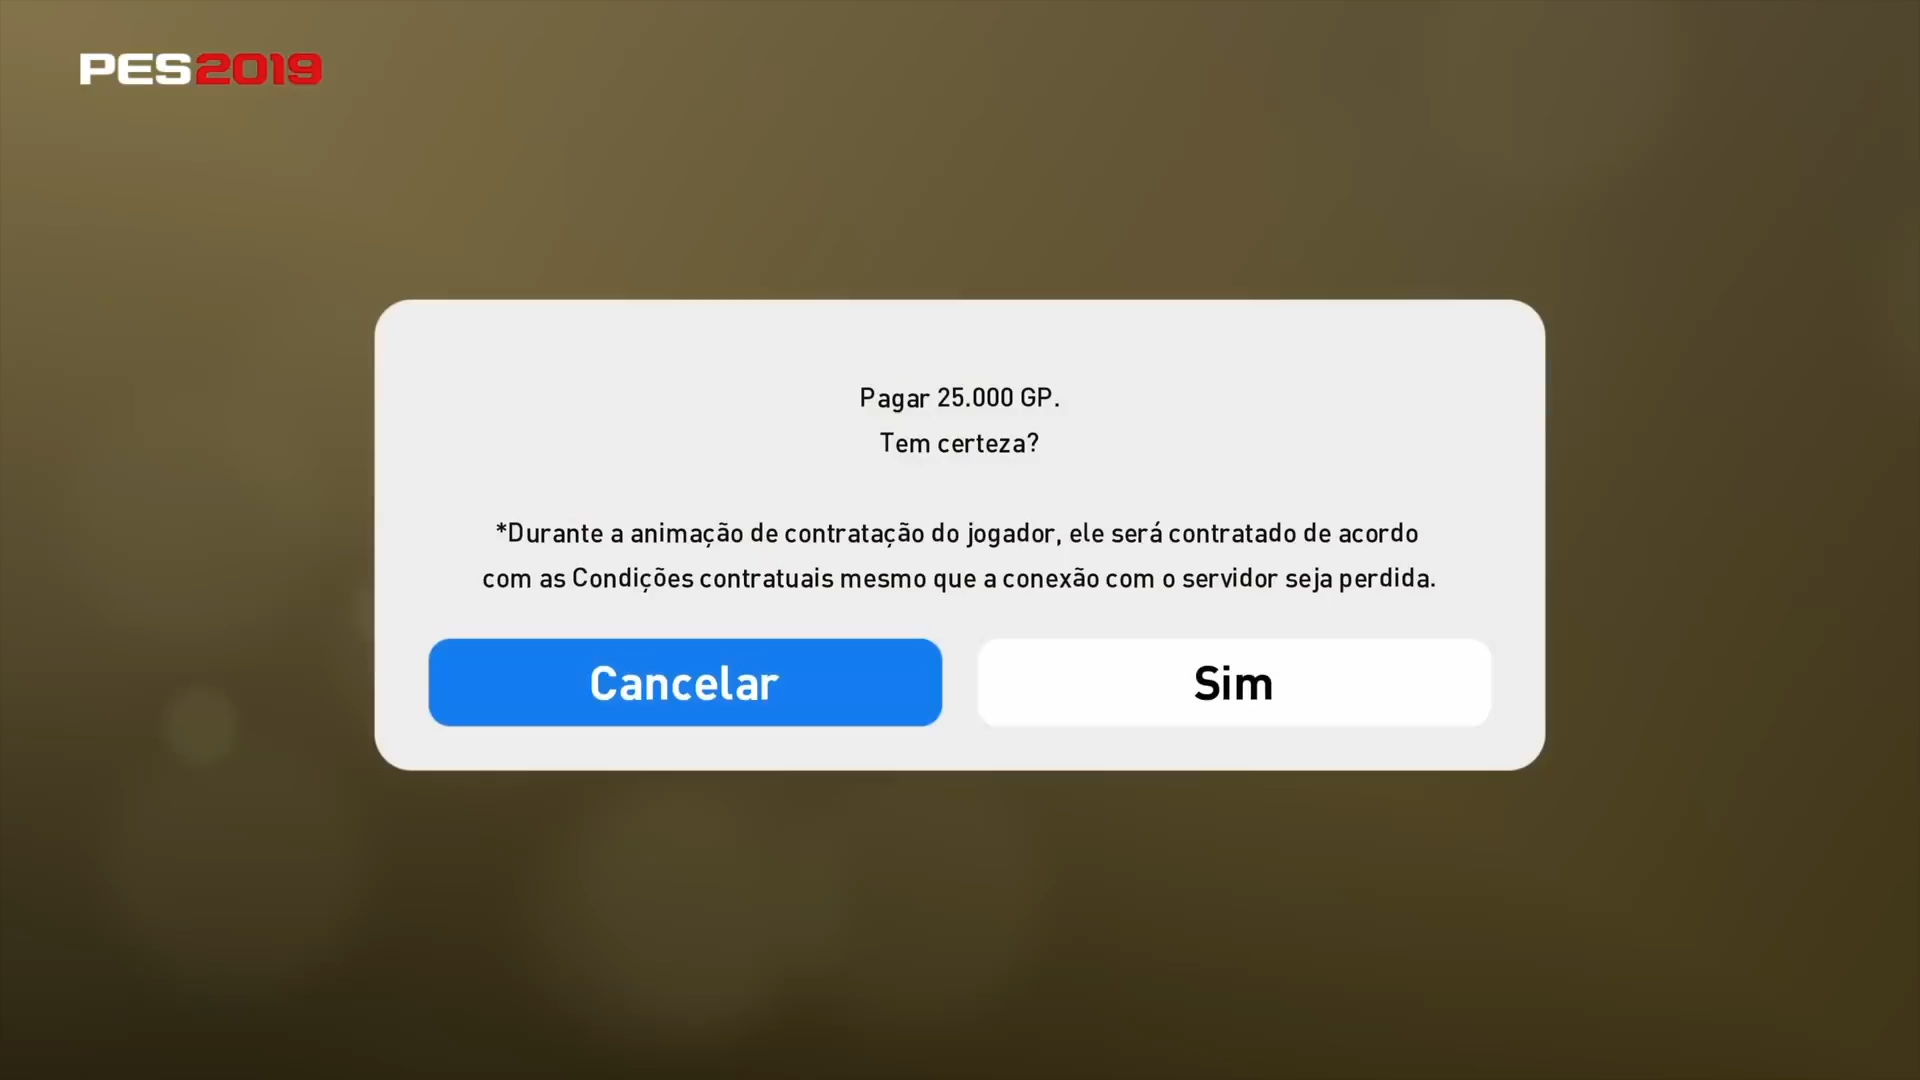 PES2019
Pagar 25.000 GP.
Tem certeza?
*Durante a animação de contratação do jogador, ele será contratado de acordo
com as Condições contratuais mesmo que a conexão com o servidor seja perdida.
Cancelar
Sim